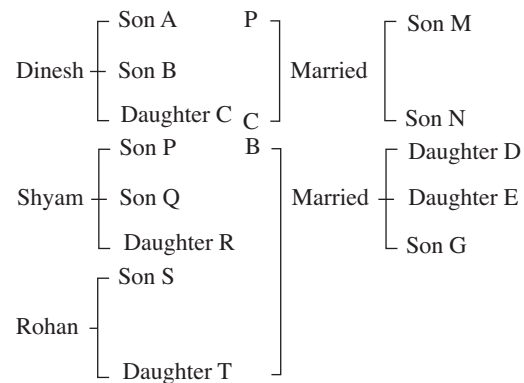 Son A P Son M
Dinesh Son B Married
Daughter C C Son N
Son P B Daughter D
Shyam Son Q Married Daughter E
Daughter R Son G
Son S
Rohan
Daughter T